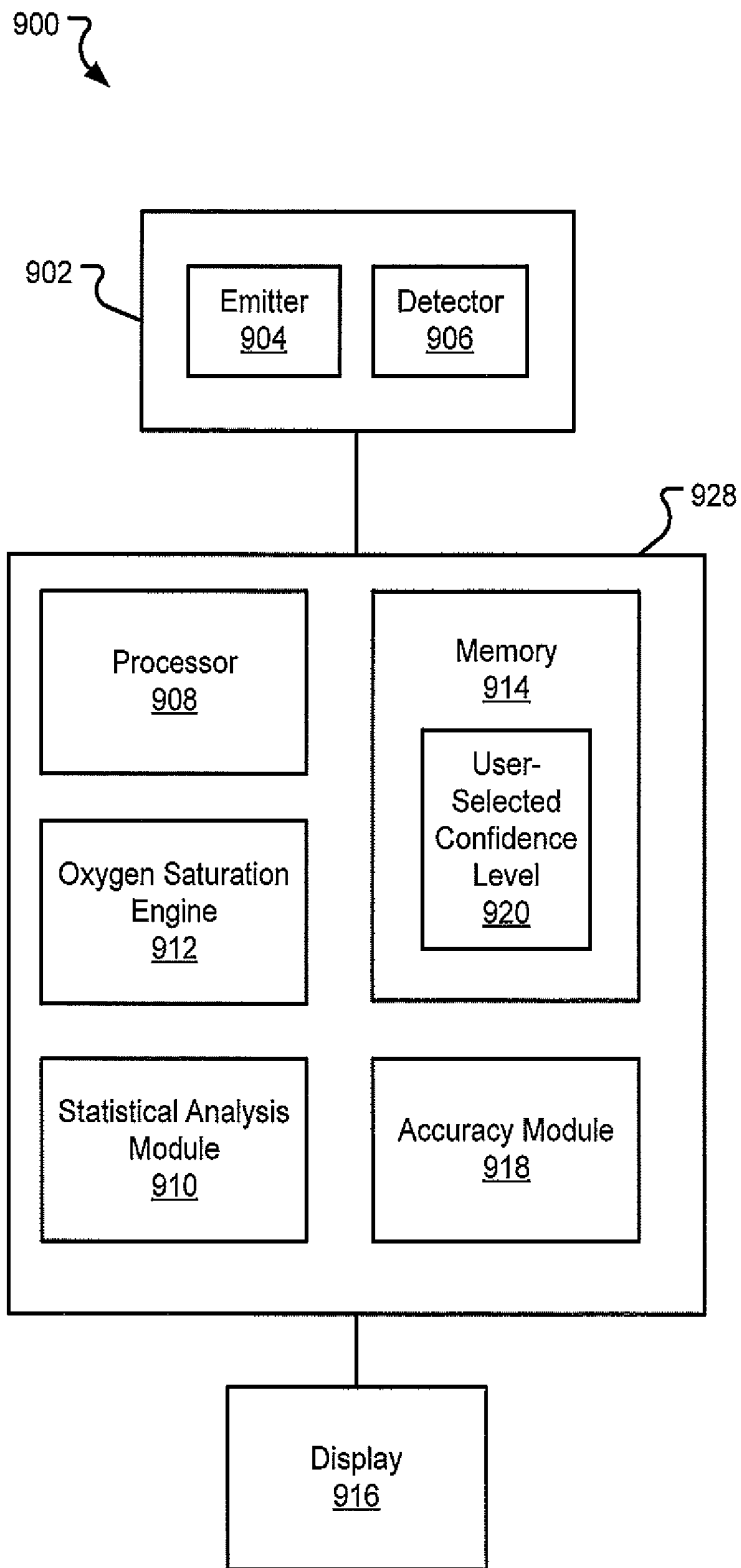 900
902
Emitter
904
Detector
906
928
Processor
908
Memory
914
User-
Selected
Confidence
Level
920
Oxygen Saturation
Engine
912
Statistical Analysis
Module
910
Accuracy Module
918
Display
916